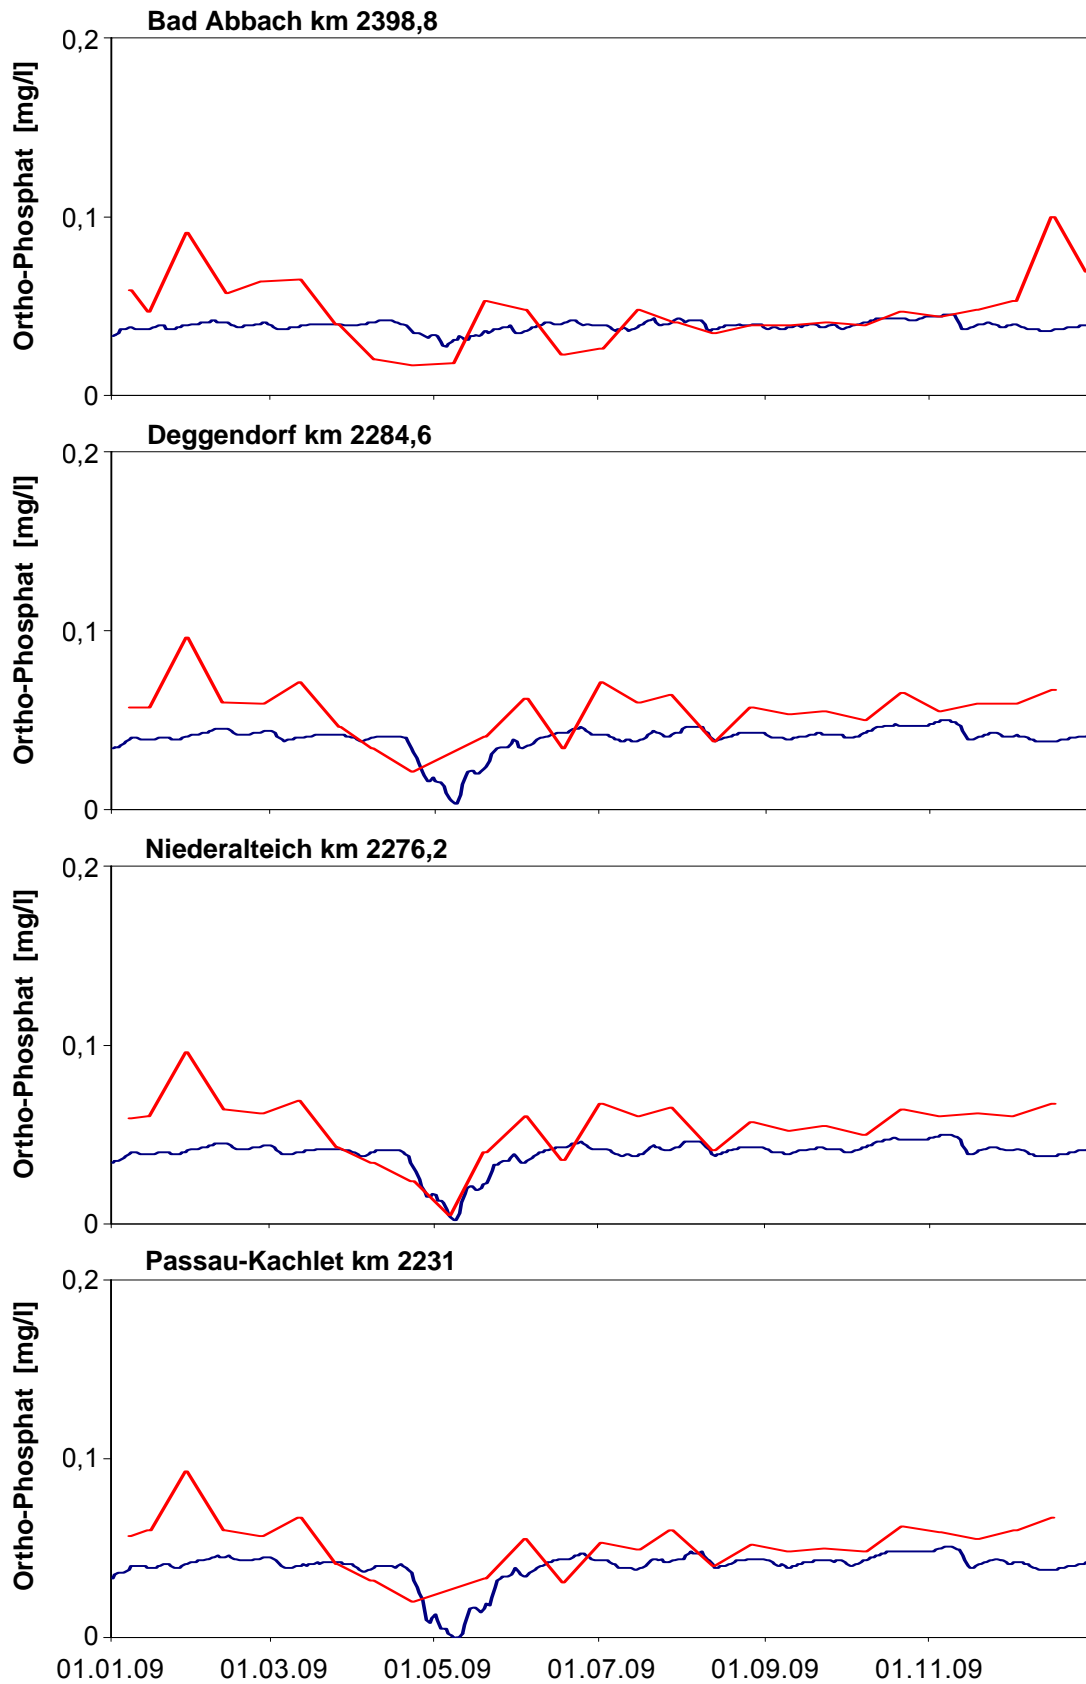 Bad Abbach km 2398,8
Ortho-Phosphat [mg/l]
0,2
0,1
0
Deggendorf km 2284,6
Ortho-Phosphat [mg/l]
0,2
0,1
0
Niederalteich km 2276,2
Ortho-Phosphat [mg/l]
0,2
0,1
0
Passau-Kachlet km 2231
Ortho-Phosphat [mg/l]
0,2
0,1
0
01.01.09 01.03.09 01.05.09 01.07.09 01.09.09 01.11.09